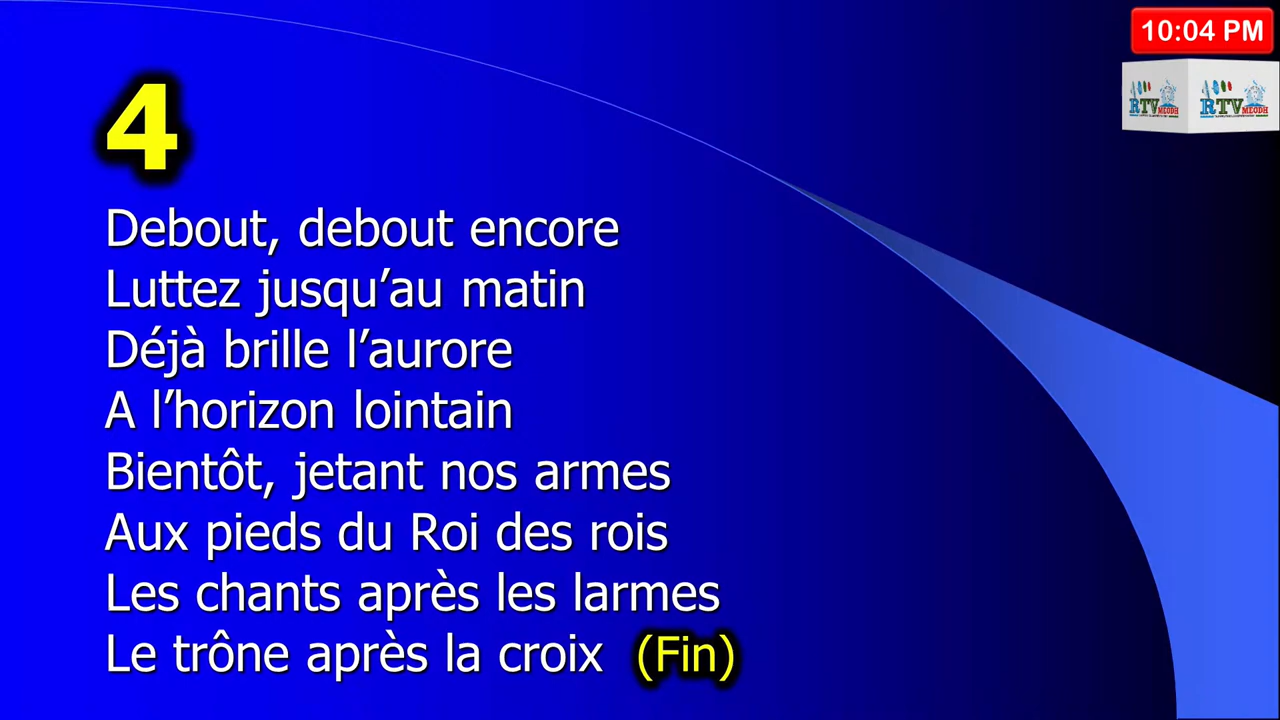 10:04 PM
RTV MEODH
RTV MEODH
4
Debout, debout encore
Luttez jusqu’au matin
Déjà brille l’aurore
A l’horizon lointain
Bientôt, jetant nos armes
Aux pieds du Roi des rois
Les chants après les larmes
Le trône après la croix (Fin)